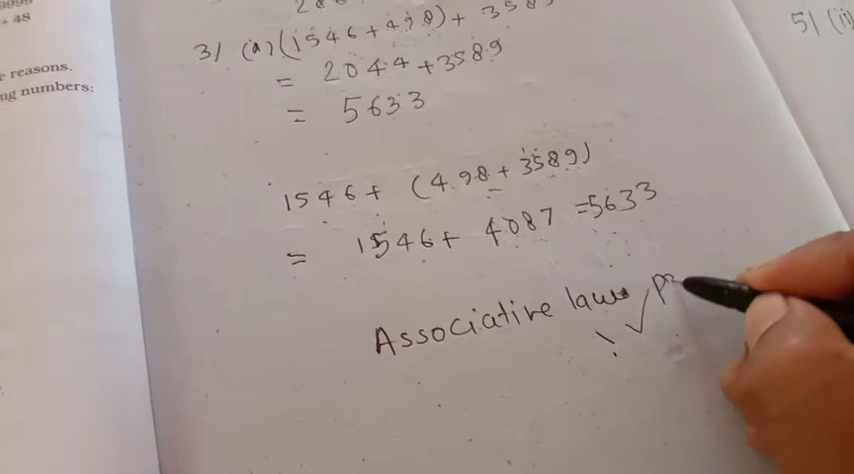 9999
= 48
reasons.
ng numbers:
3) (a) (1546+498)+ 3589
= 2044+3589
= 5633
1546+ (498+3589)
= 1546+ 4087 =5633
Associative law /
5) (ii)